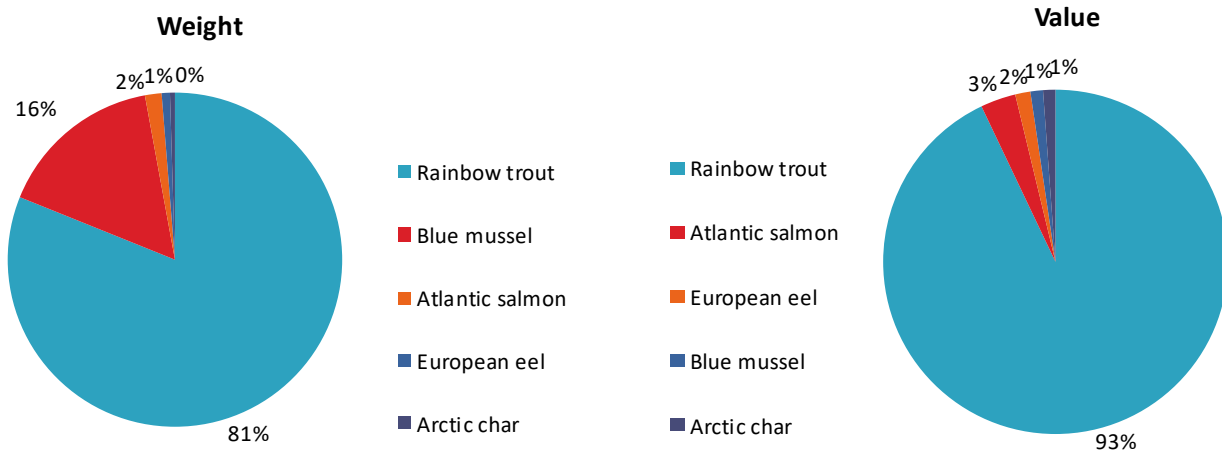 Weight
2% 1% 0%
16%
81%
Rainbow trout
Blue mussel
Atlantic salmon
European eel
Arctic char
Value
3% 2% 1% 1%
93%
Rainbow trout
Atlantic salmon
European eel
Blue mussel
Arctic char